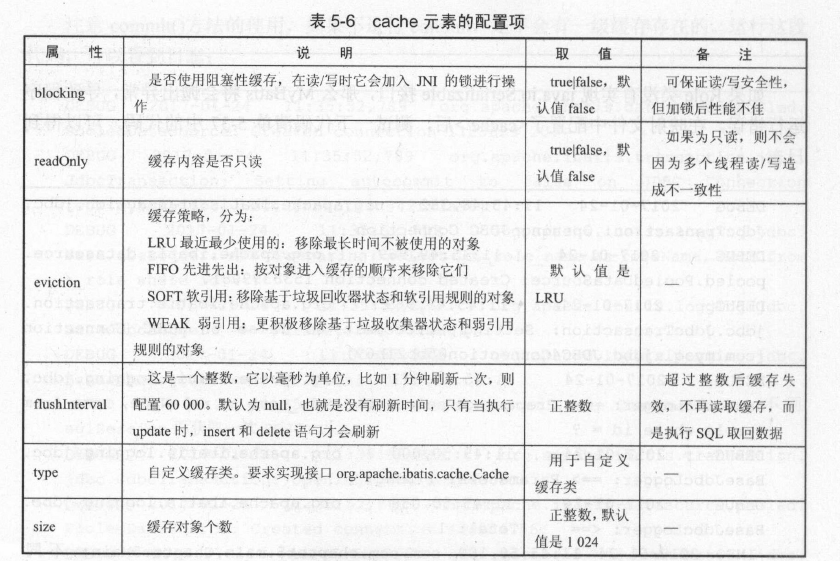 表 5-6 cache 元素的配置项
属 性 说 明 取 值 备 注
blocking
是否使用阻塞性缓存，在读/写时它会加入 JNI 的锁进行操
作
true|false，默
认值 false
可保证读/写安全性，
但加锁后性能不佳
readOnly
缓存内容是否只读
true|false，默
认值 false
如果为只读，则不会
因为多个线程读/写造
成不一致性
eviction
缓存策略，分为：
LRU 最近最少使用的：移除最长时间不被使用的对象
FIFO 先进先出：按对象进入缓存的顺序来移除它们
SOFT 软引用：移除基于垃圾回收器状态和软引用规则的对象
WEAK 弱引用：更积极移除基于垃圾收集器状态和弱引用
规则的对象
默认值是
LRU
—
flushInterval
这是一个整数，它以毫秒为单位，比如 1 分钟刷新一次，则
配置 60 000。默认为 null，也就是没有刷新时间，只有当执行
update 时，insert 和 delete 语句才会刷新
正整数
超过整数后缓存失
效，不再读取缓存，而
是执行 SQL 取回数据
type
自定义缓存类。要求实现接口 org.apache.ibatis.cache.Cache
用于自定义
缓存类
—
size
缓存对象个数
正整数，默认
值是 1 024
—